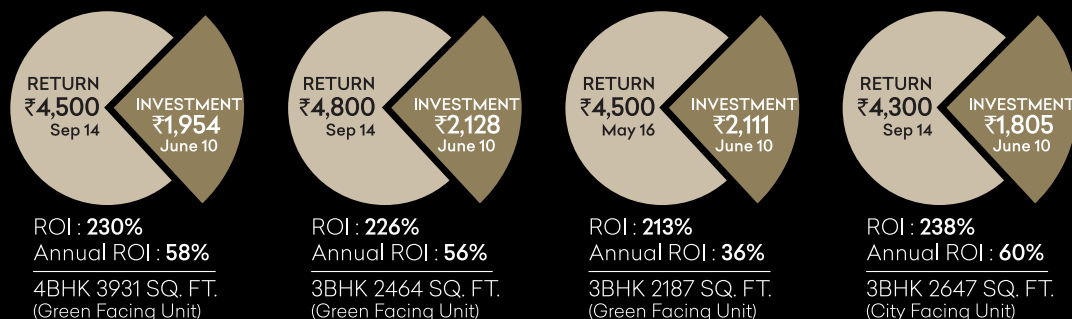 RETURN
₹4,500
Sep 14
INVESTMENT
₹1,954
June 10
ROI : 230%
Annual ROI : 58%
4BHK 3931 SQ. FT.
(Green Facing Unit)
RETURN
₹4,800
Sep 14
INVESTMENT
₹2,128
June 10
ROI : 226%
Annual ROI : 56%
3BHK 2464 SQ. FT.
(Green Facing Unit)
RETURN
₹4,500
May 16
INVESTMENT
₹2,111
June 10
ROI : 213%
Annual ROI : 36%
3BHK 2187 SQ. FT.
(Green Facing Unit)
RETURN
₹4,300
Sep 14
INVESTMENT
₹1,805
June 10
ROI : 238%
Annual ROI : 60%
3BHK 2647 SQ. FT.
(City Facing Unit)